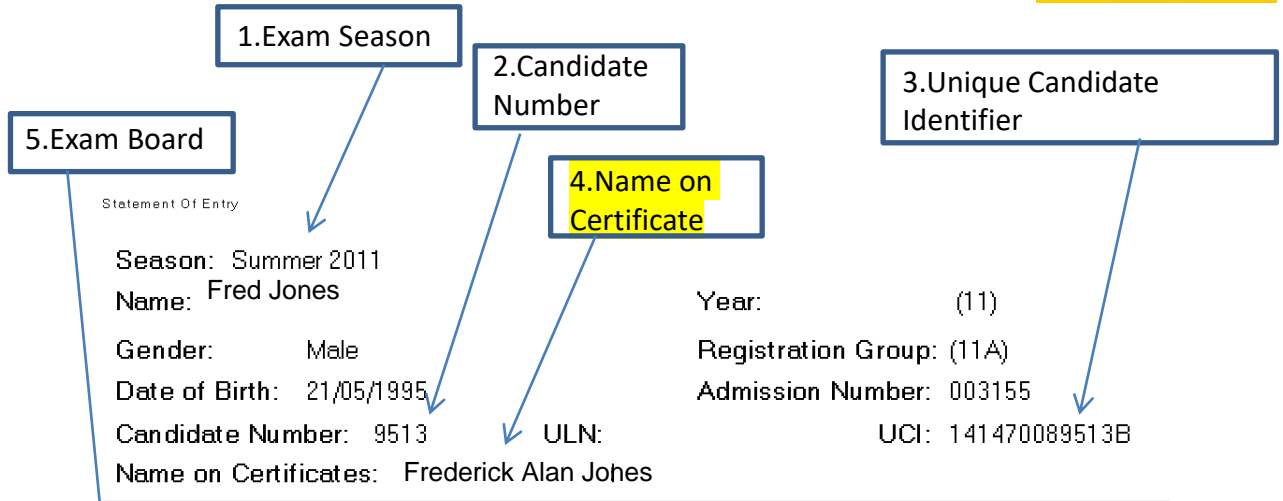 1.Exam Season
2.Candidate
Number
3.Unique Candidate
Identifier
5.Exam Board
4.Name on
Certificate
Statement Of Entry
Season: Summer 2011
Name: Fred Jones
Year: (11)
Gender: Male
Registration Group: (11A)
Date of Birth: 21/05/1995
Admission Number: 003155
Candidate Number: 9513 ULN: UCI: 141470089513B
Name on Certificates: Frederick Alan Jones